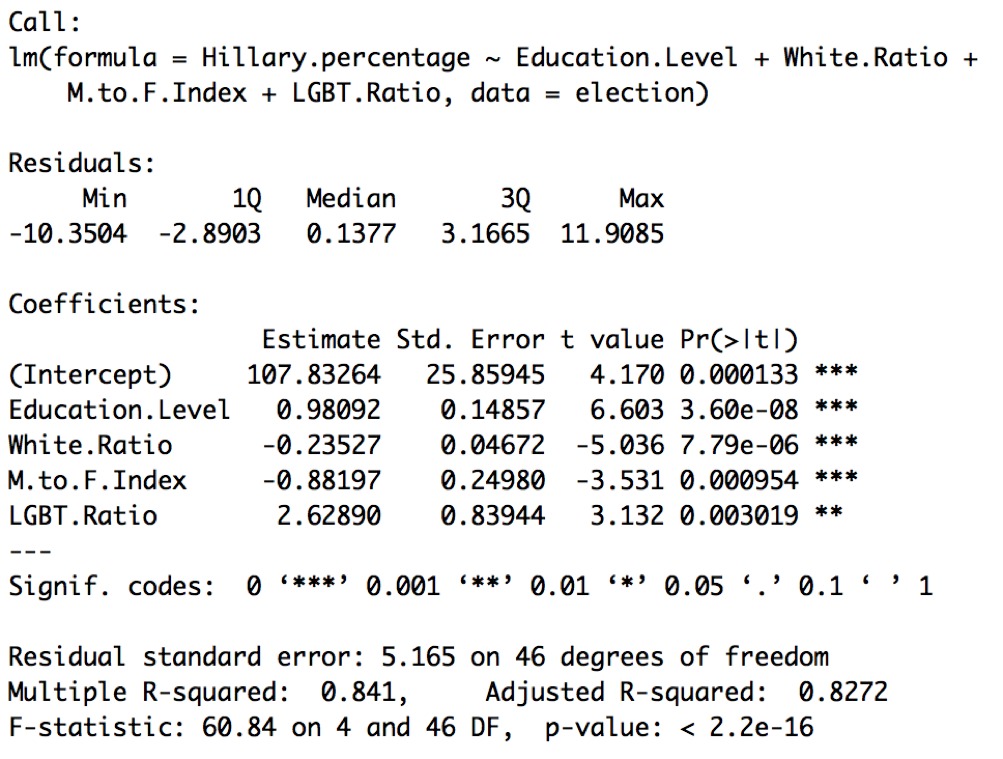 Call:
lm(formula = Hillary.percentage ~ Education.Level + White.Ratio +
    M.to.F.Index + LGBT.Ratio, data = election)

Residuals:
     Min       1Q   Median       3Q      Max
-10.3504  -2.8903   0.1377   3.1665  11.9085

Coefficients:
                 Estimate Std. Error t value Pr(>|t|)
(Intercept)     107.83264   25.85945   4.170 0.000133 ***
Education.Level   0.98092    0.14857   6.603 3.60e-08 ***
White.Ratio      -0.23527    0.04672  -5.036 7.79e-06 ***
M.to.F.Index     -0.88197    0.24980  -3.531 0.000954 ***
LGBT.Ratio        2.62890    0.83944   3.132 0.003019 **
---
Signif. codes:  0 ‘***’ 0.001 ‘**’ 0.01 ‘*’ 0.05 ‘.’ 0.1 ‘ ’ 1

Residual standard error: 5.165 on 46 degrees of freedom
Multiple R-squared:  0.841,     Adjusted R-squared:  0.8272
F-statistic: 60.84 on 4 and 46 DF,  p-value: < 2.2e-16